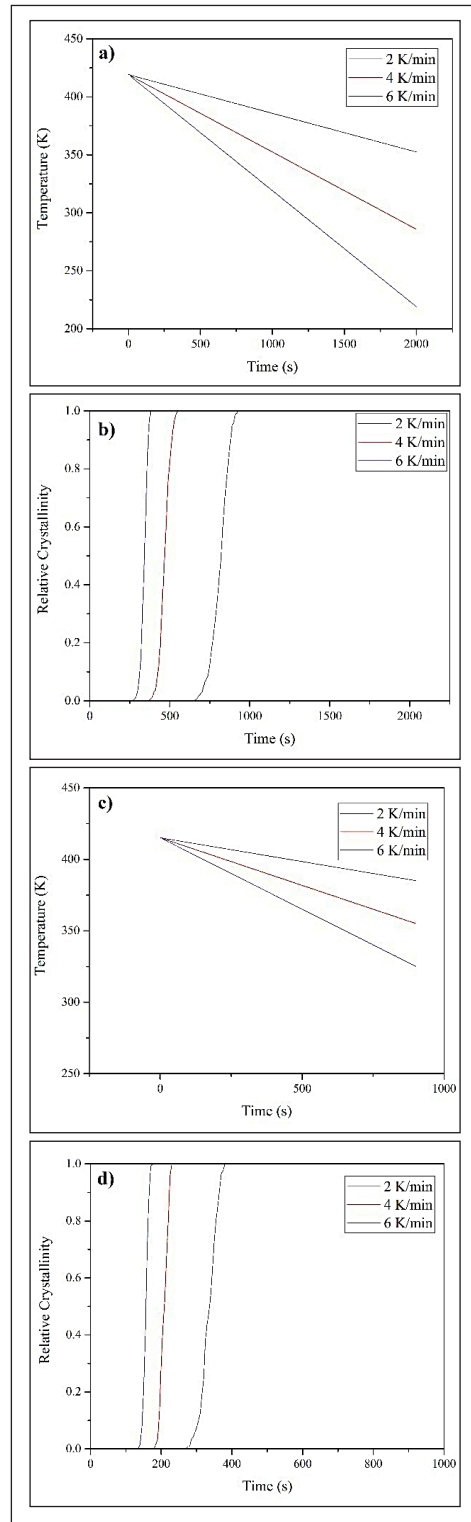 a)
2 K/min
4 K/min
6 K/min
450
400
350
300
250
200
Temperature (K)
0 500 1000 1500 2000
Time (s)
b)
2 K/min
4 K/min
6 K/min
1.0
0.8
0.6
0.4
0.2
0.0
Relative Crystallinity
0 500 1000 1500 2000
Time (s)
c)
2 K/min
4 K/min
6 K/min
450
400
350
300
250
Temperature (K)
0 500 1000
Time (s)
d)
2 K/min
4 K/min
6 K/min
1.0
0.8
0.6
0.4
0.2
0.0
Relative Crystallinity
0 200 400 600 800 1000
Time (s)